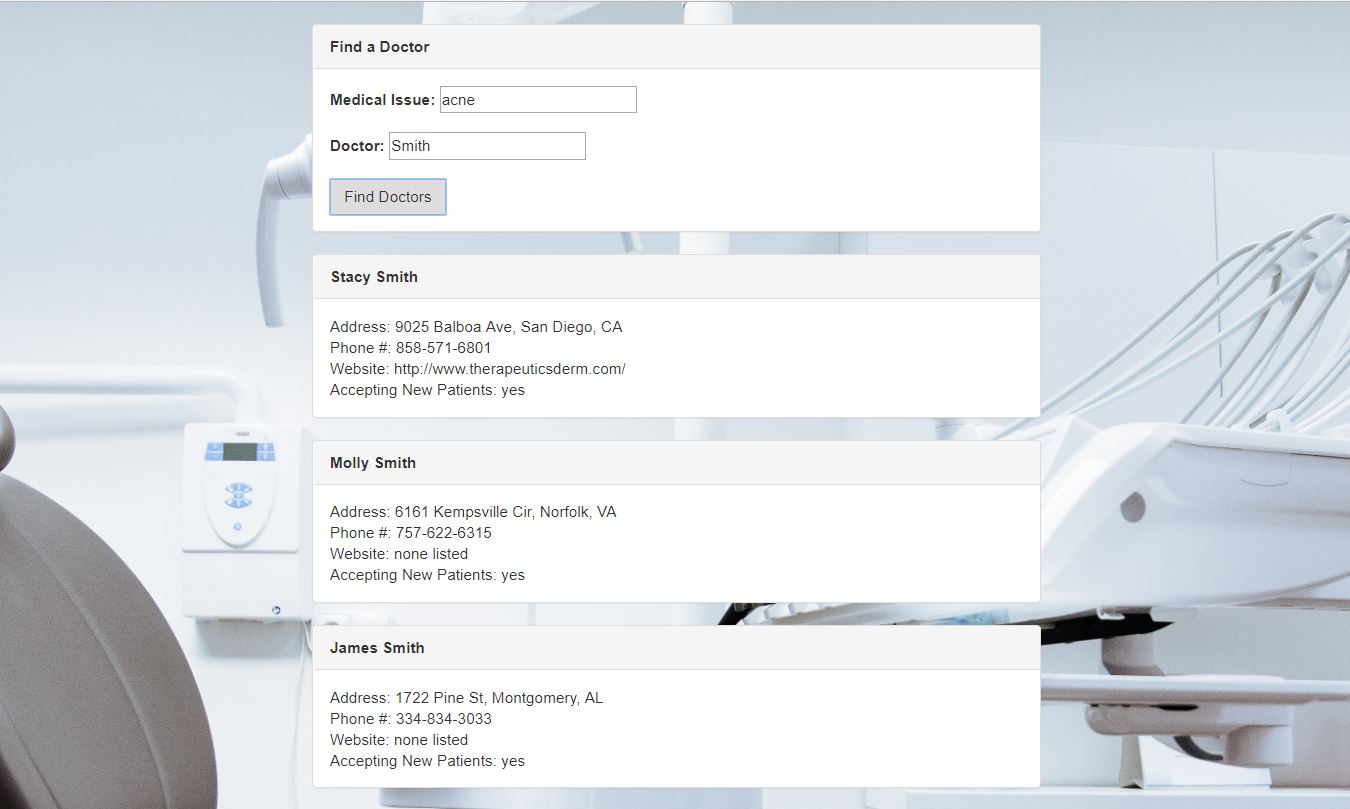 Find a Doctor
Medical Issue: acne
Doctor: Smith
Find Doctors
Stacy Smith
Address: 9025 Balboa Ave, San Diego, CA
Phone #: 858-571-6801
Website: http://www.therapeuticsderm.com/
Accepting New Patients: yes
Molly Smith
Address: 6161 Kempsville Cir, Norfolk, VA
Phone #: 757-622-6315
Website: none listed
Accepting New Patients: yes
James Smith
Address: 1722 Pine St, Montgomery, AL
Phone #: 334-834-3033
Website: none listed
Accepting New Patients: yes